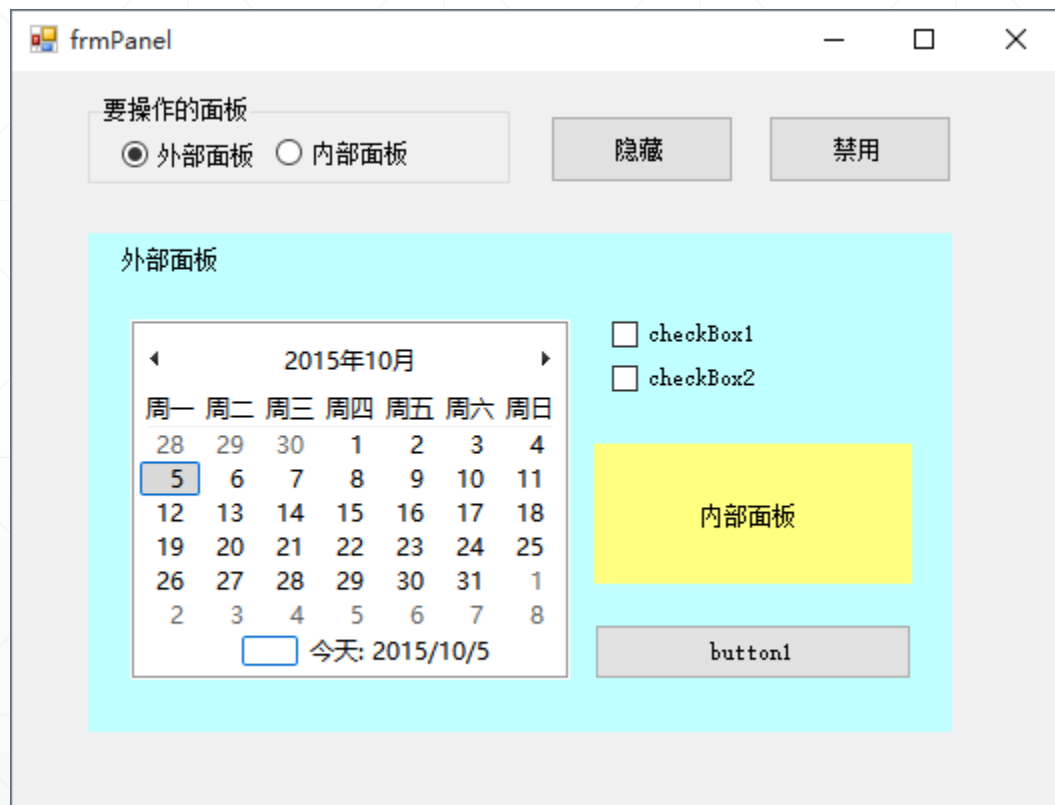 frmPanel
要操作的面板
外部面板 内部面板
隐藏 禁用
外部面板
2015年10月
周一 周二 周三 周四 周五 周六 周日
28 29 30 1 2 3 4
5 6 7 8 9 10 11
12 13 14 15 16 17 18
19 20 21 22 23 24 25
26 27 28 29 30 31 1
2 3 4 5 6 7 8
今天: 2015/10/5
checkBox1
checkBox2
内部面板
button1